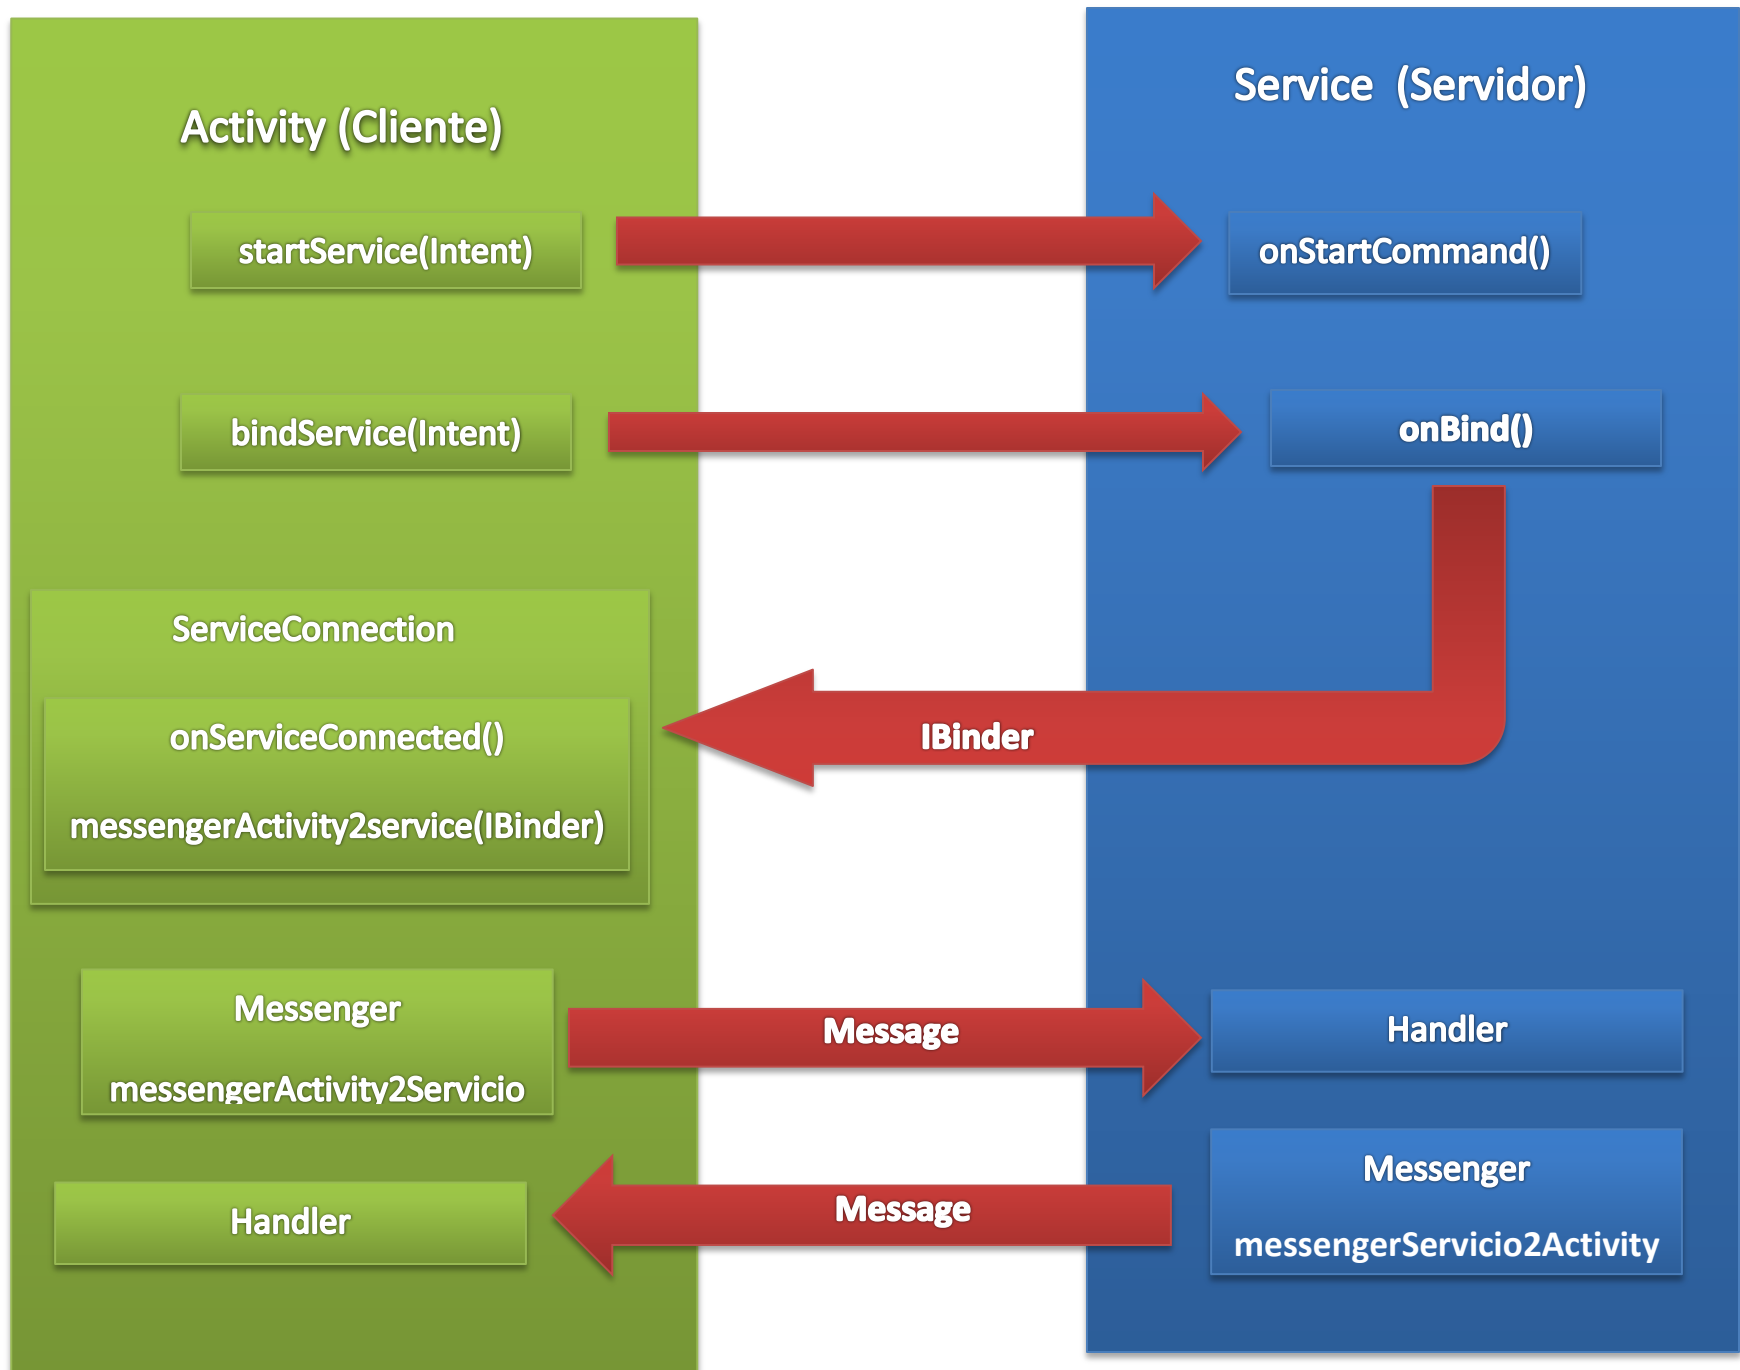 Activity (Cliente)
Service (Servidor)
startService(Intent)
onStartCommand()
bindService(Intent)
onBind()
ServiceConnection
onServiceConnected()
messengerActivity2service(IBinder)
IBinder
Messenger
messengerActivity2Servicio
Message
Handler
Handler
Message
Messenger
messengerServicio2Activity